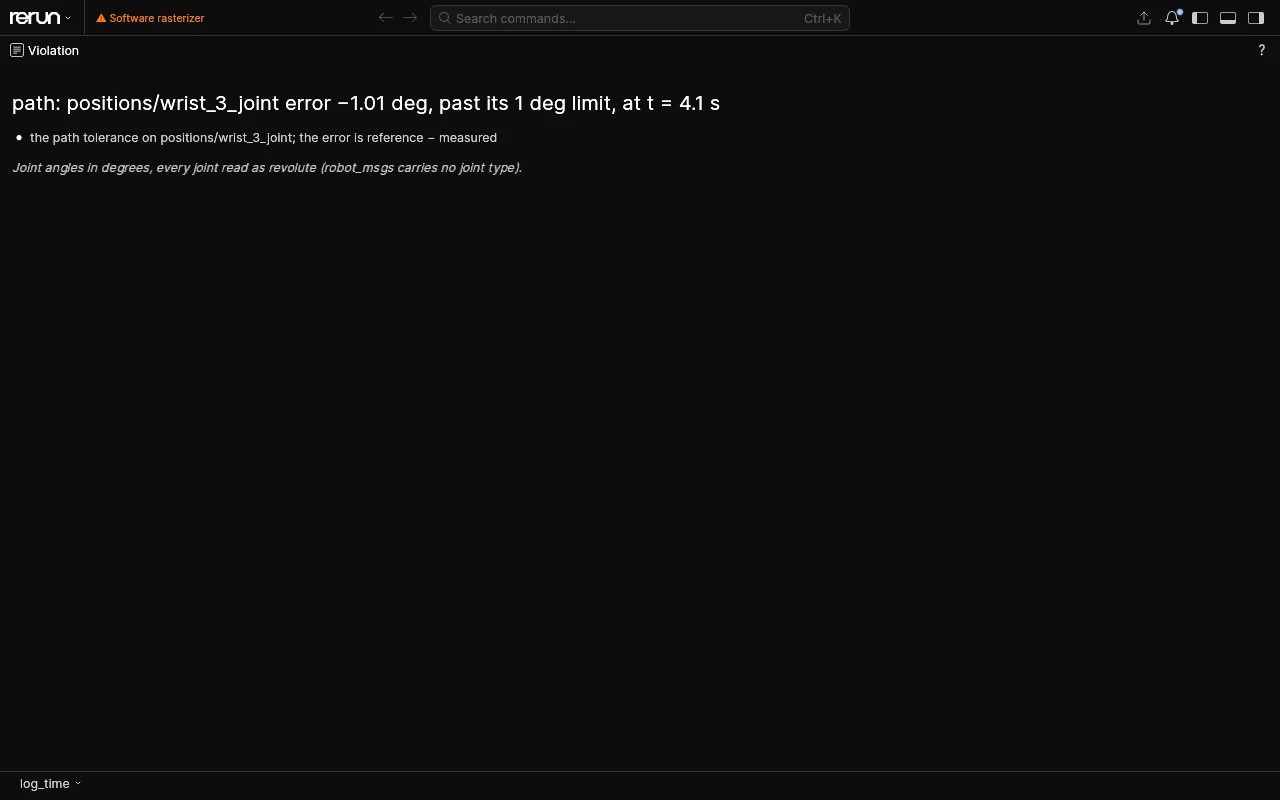 rerun
Software rasterizer
Search commands...
Ctrl+K
Violation
?
path: positions/wrist_3_joint error −1.01 deg, past its 1 deg limit, at t = 4.1 s
• the path tolerance on positions/wrist_3_joint; the error is reference − measured
Joint angles in degrees, every joint read as revolute (robot_msgs carries no joint type).
log_time